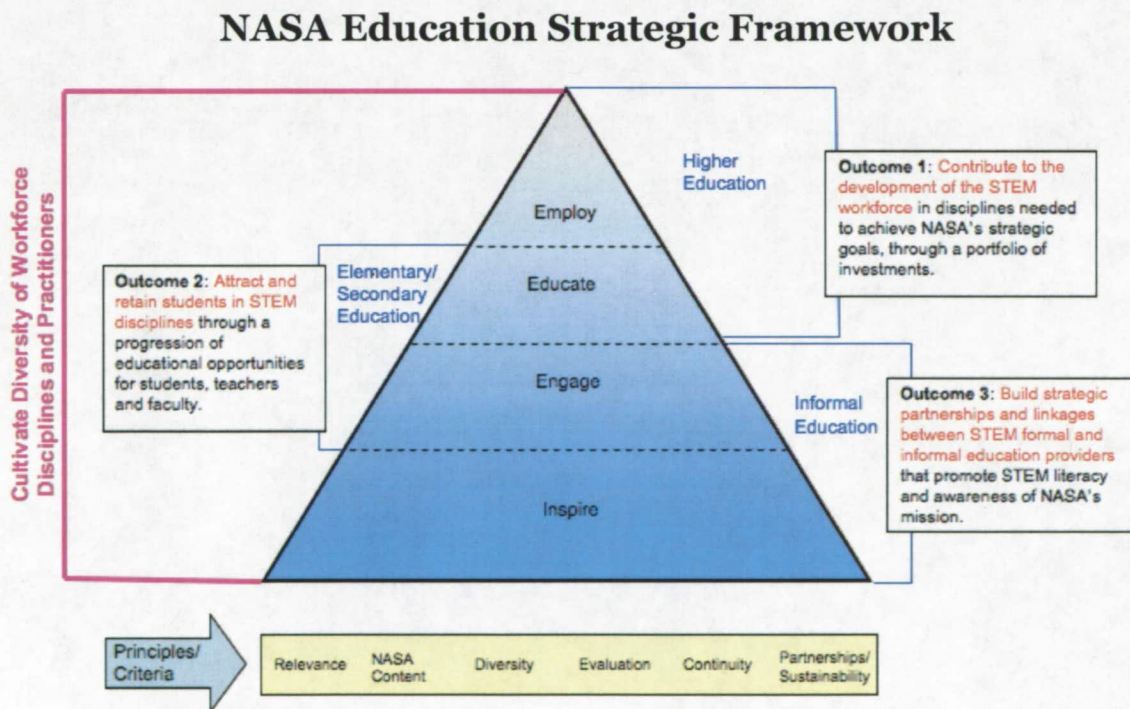 NASA Education Strategic Framework
Cultivate Diversity of Workforce
Disciplines and Practitioners
Higher
Education
Outcome 1: Contribute to the
development of the STEM
workforce in disciplines needed
to achieve NASA's strategic
goals, through a portfolio of
investments.
Employ
Elementary/
Secondary
Education
Educate
Outcome 2: Attract and
retain students in STEM
disciplines through a
progression of
educational opportunities
for students, teachers
and faculty.
Engage
Informal
Education
Outcome 3: Build strategic
partnerships and linkages
between STEM formal and
informal education providers
that promote STEM literacy
and awareness of NASA's
mission.
Inspire
Principles/
Criteria
Relevance
NASA
Content
Diversity
Evaluation
Continuity
Partnerships/
Sustainability